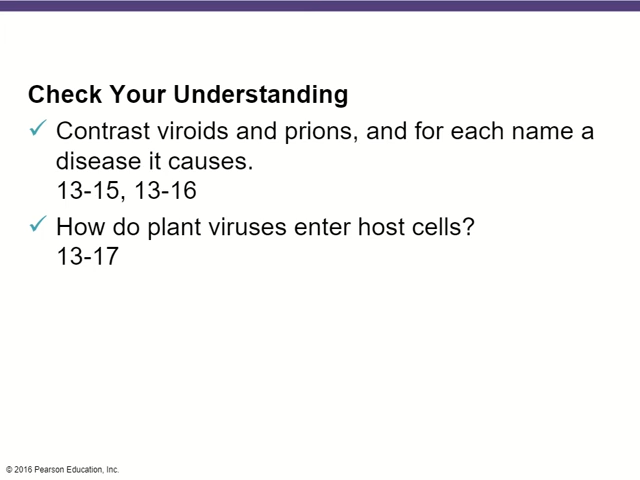 Check Your Understanding
✓ Contrast viroids and prions, and for each name a
disease it causes.
13-15, 13-16
✓ How do plant viruses enter host cells?
13-17
© 2016 Pearson Education, Inc.